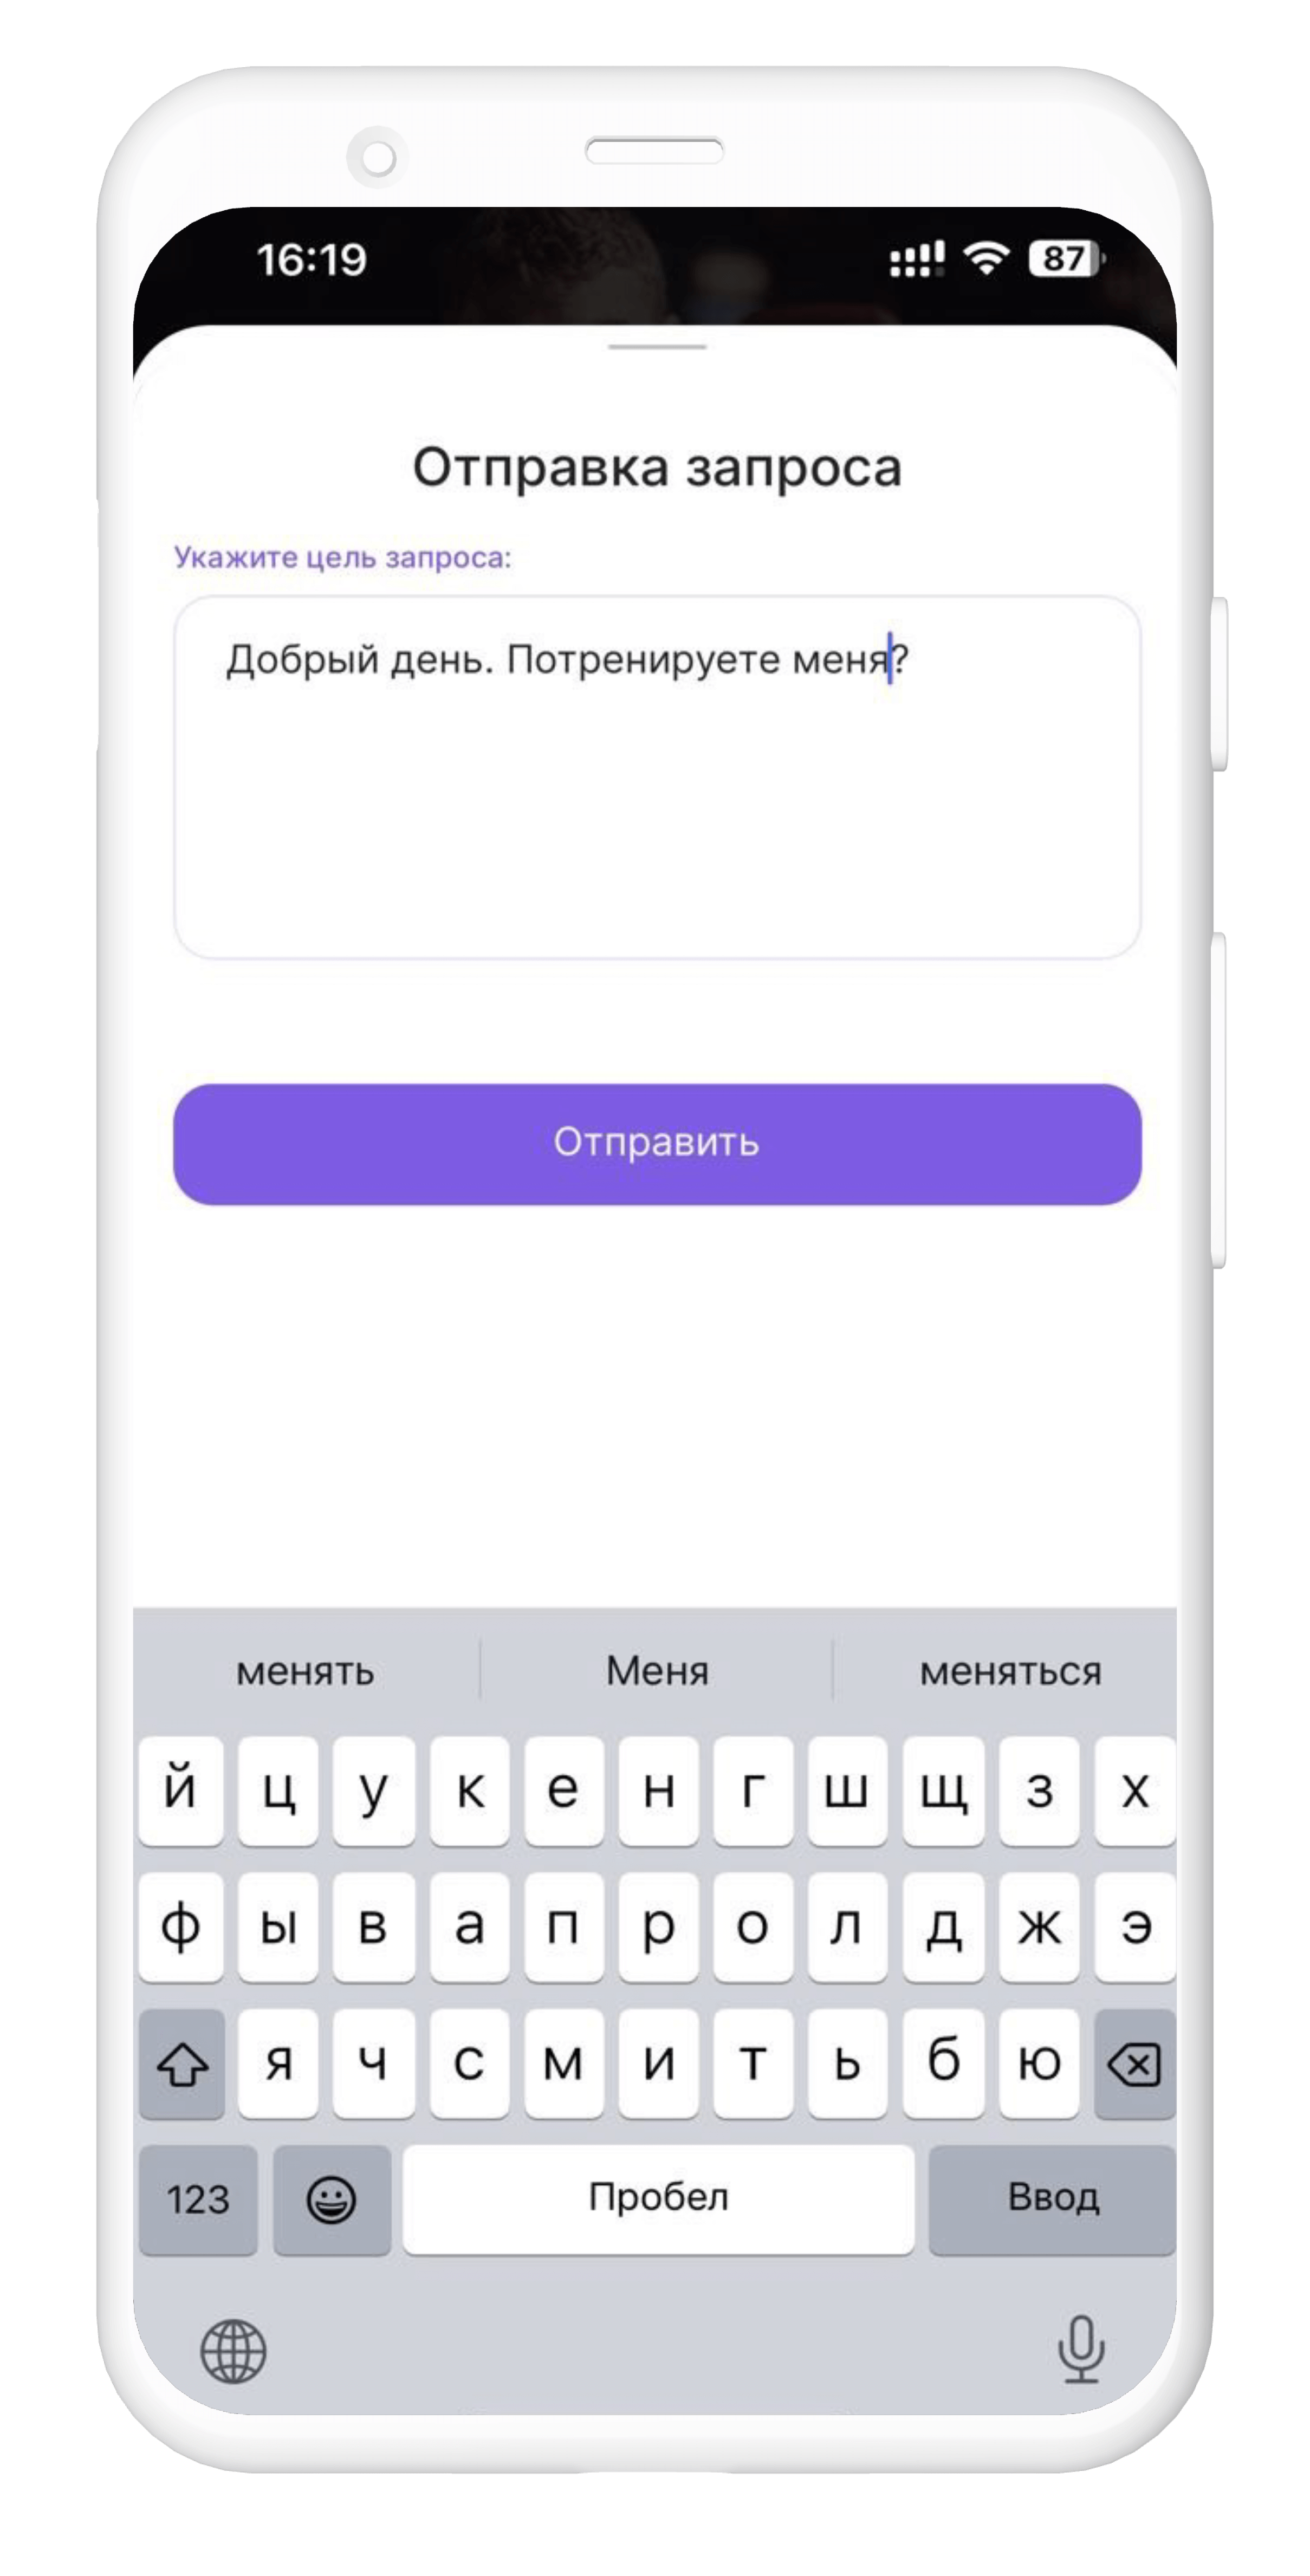 16:19
87
Отправка запроса
Укажите цель запроса:
Добрый день. Потренируете меня?
Отправить
менять Меня меняться
й ц у к е н г ш щ з х
ф ы в а п р о л д ж э
я ч с м и т ь б ю
123 Пробел Ввод